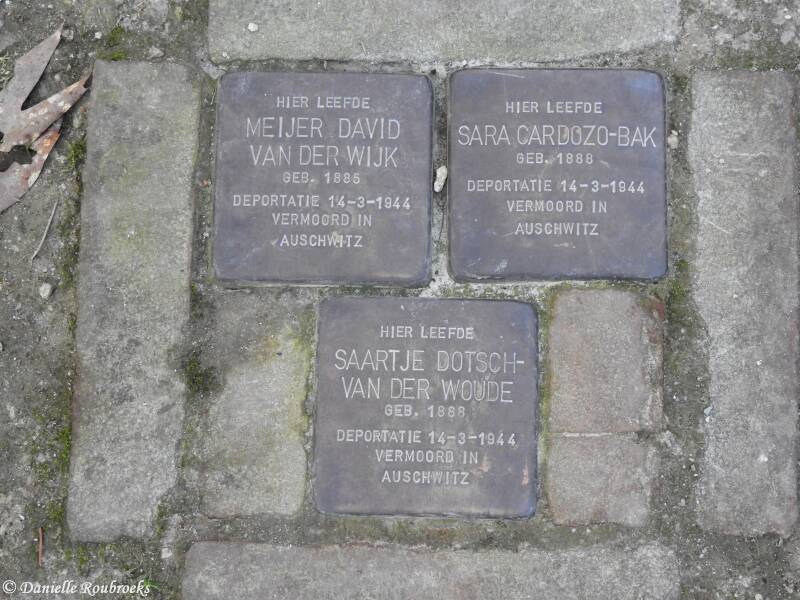 HIER LEEFDE
MEIJER DAVID
VAN DER WIJK
GEB. 1885
DEPORTATIE 14-3-1944
VERMOORD IN
AUSCHWITZ
HIER LEEFDE
SARA CARDOZO-BAK
GEB. 1888
DEPORTATIE 14-3-1944
VERMOORD IN
AUSCHWITZ
HIER LEEFDE
SAARTJE DOTSCH-
VAN DER WOUDE
GEB. 1888
DEPORTATIE 14-3-1944
VERMOORD IN
AUSCHWITZ
© Danielle Roubroeks